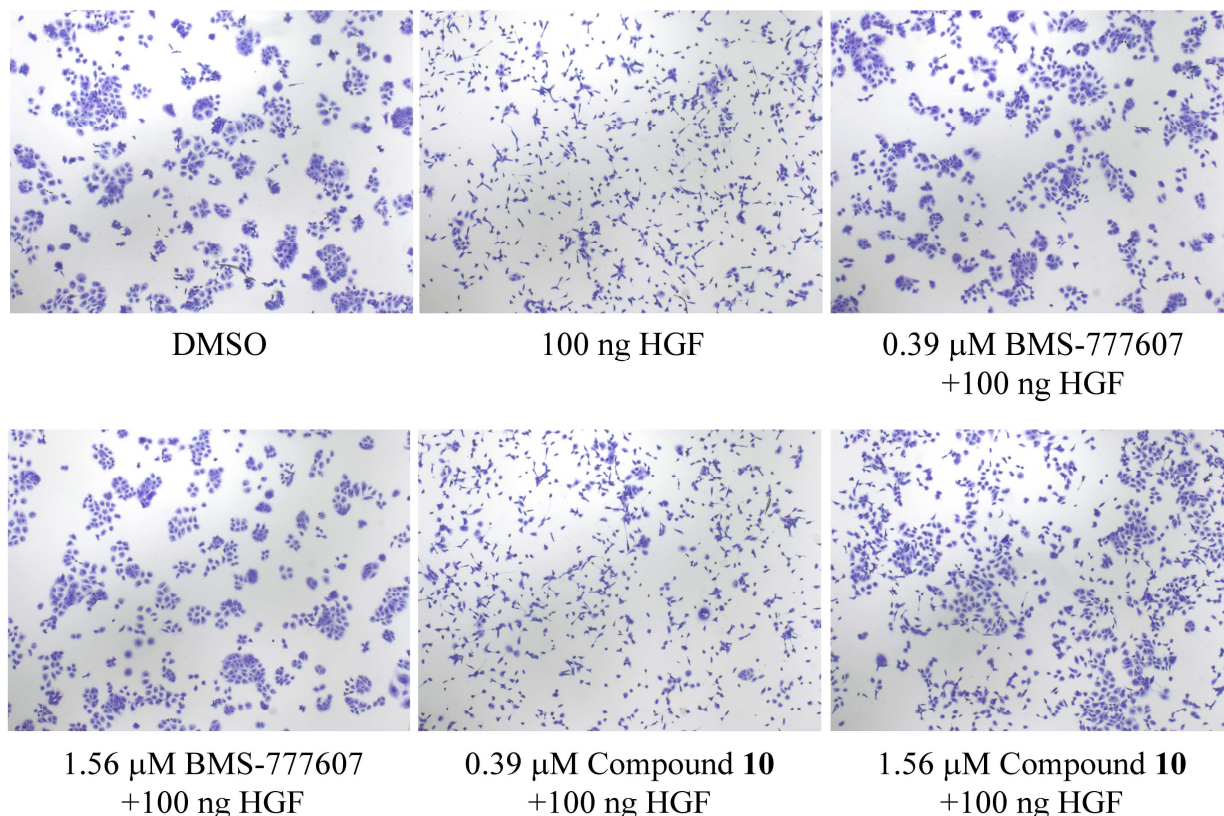 DMSO
100 ng HGF
0.39 μM BMS-777607
+100 ng HGF
1.56 μM BMS-777607
+100 ng HGF
0.39 μM Compound 10
+100 ng HGF
1.56 μM Compound 10
+100 ng HGF